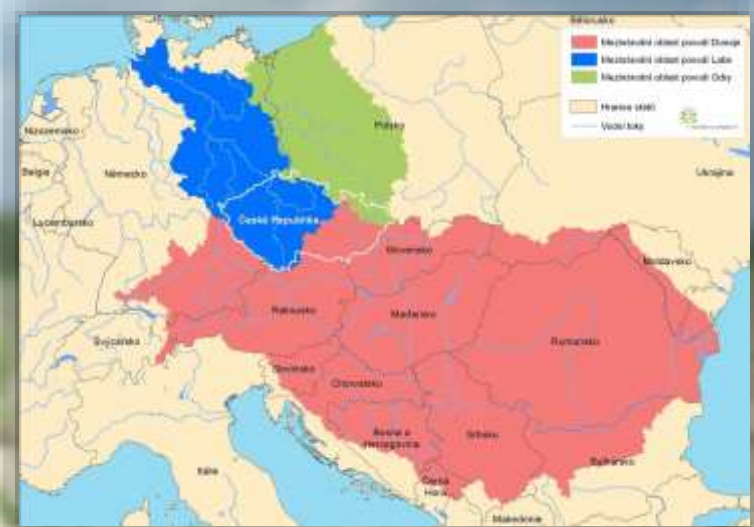 Bělorusko
Mezinárodní oblast povodí Dunaje
Mezinárodní oblast povodí Labe
Mezinárodní oblast povodí Odry
Hranice států
Vodní toky
Nizozemsko
Polsko
Belgie
Německo
Ukrajina
Lucembursko
Česká Republika
Slovensko
Moldavsko
Rakousko
Maďarsko
Švýcarsko
Rumunsko
Slovinsko
Chorvatsko
Bosna a
Hercegovina
Srbsko
Itálie
Bulharsko
Černá
Hora
Makedonie